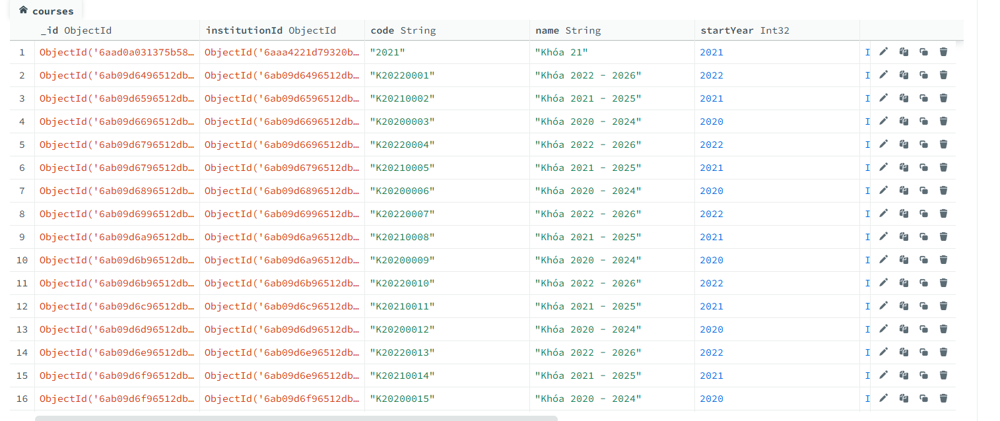 courses
_id ObjectId institutionId ObjectId code String name String startYear Int32
1 ObjectId('6aad0a031375b58… ObjectId('6aaa4221d79320b… "2021" "Khóa 21" 2021 I
2 ObjectId('6ab09d6496512db… ObjectId('6ab09d6496512db… "K20220001" "Khóa 2022 - 2026" 2022 I
3 ObjectId('6ab09d6596512db… ObjectId('6ab09d6596512db… "K20210002" "Khóa 2021 - 2025" 2021 I
4 ObjectId('6ab09d6696512db… ObjectId('6ab09d6696512db… "K20200003" "Khóa 2020 - 2024" 2020 I
5 ObjectId('6ab09d6796512db… ObjectId('6ab09d6696512db… "K20220004" "Khóa 2022 - 2026" 2022 I
6 ObjectId('6ab09d6796512db… ObjectId('6ab09d6796512db… "K20210005" "Khóa 2021 - 2025" 2021 I
7 ObjectId('6ab09d6896512db… ObjectId('6ab09d6896512db… "K20200006" "Khóa 2020 - 2024" 2020 I
8 ObjectId('6ab09d6996512db… ObjectId('6ab09d6996512db… "K20220007" "Khóa 2022 - 2026" 2022 I
9 ObjectId('6ab09d6a96512db… ObjectId('6ab09d6a96512db… "K20210008" "Khóa 2021 - 2025" 2021 I
10 ObjectId('6ab09d6b96512db… ObjectId('6ab09d6a96512db… "K20200009" "Khóa 2020 - 2024" 2020 I
11 ObjectId('6ab09d6b96512db… ObjectId('6ab09d6b96512db… "K20220010" "Khóa 2022 - 2026" 2022 I
12 ObjectId('6ab09d6c96512db… ObjectId('6ab09d6c96512db… "K20210011" "Khóa 2021 - 2025" 2021 I
13 ObjectId('6ab09d6d96512db… ObjectId('6ab09d6d96512db… "K20200012" "Khóa 2020 - 2024" 2020 I
14 ObjectId('6ab09d6e96512db… ObjectId('6ab09d6e96512db… "K20220013" "Khóa 2022 - 2026" 2022 I
15 ObjectId('6ab09d6f96512db… ObjectId('6ab09d6e96512db… "K20210014" "Khóa 2021 - 2025" 2021 I
16 ObjectId('6ab09d6f96512db… ObjectId('6ab09d6f96512db… "K20200015" "Khóa 2020 - 2024" 2020 I